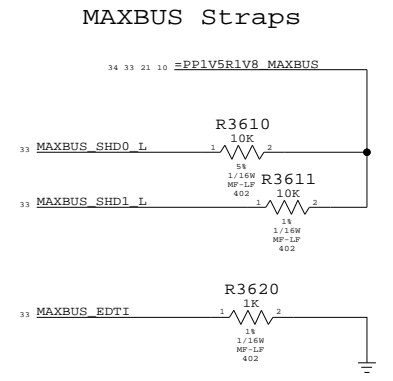 MAXBUS Straps
34 33 21 10 =PP1V5R1V8_MAXBUS
R3610
10K
33 MAXBUS_SHD0_L 1 2
5%
1/16W
MF-LF
402
R3611
10K
33 MAXBUS_SHD1_L 1 2
1%
1/16W
MF-LF
402
R3620
1K
33 MAXBUS_EDTI 1 2
1%
1/16W
MF-LF
402